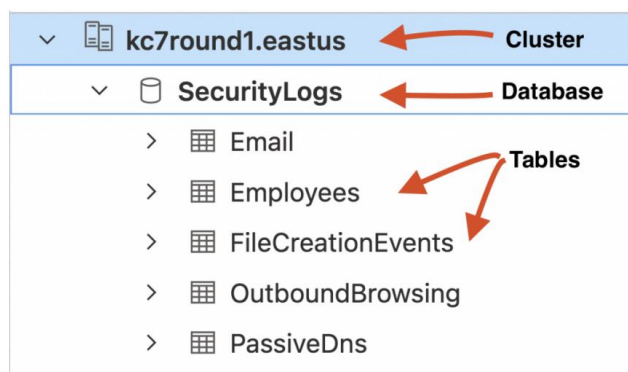 kc7round1.eastus Cluster
SecurityLogs Database
Email
Tables
Employees
FileCreationEvents
OutboundBrowsing
PassiveDns